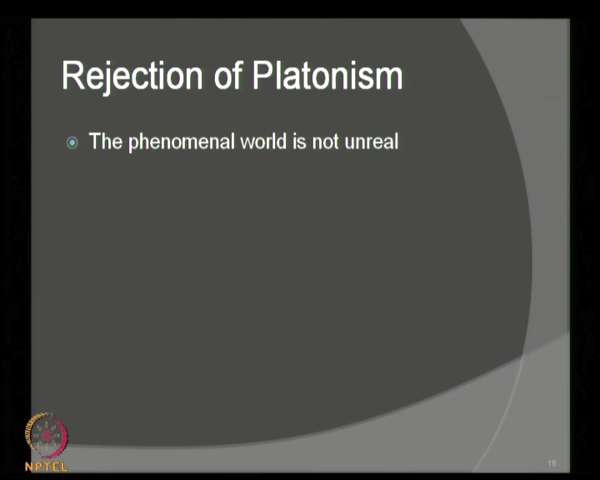 Rejection of Platonism
The phenomenal world is not unreal
NPTEL